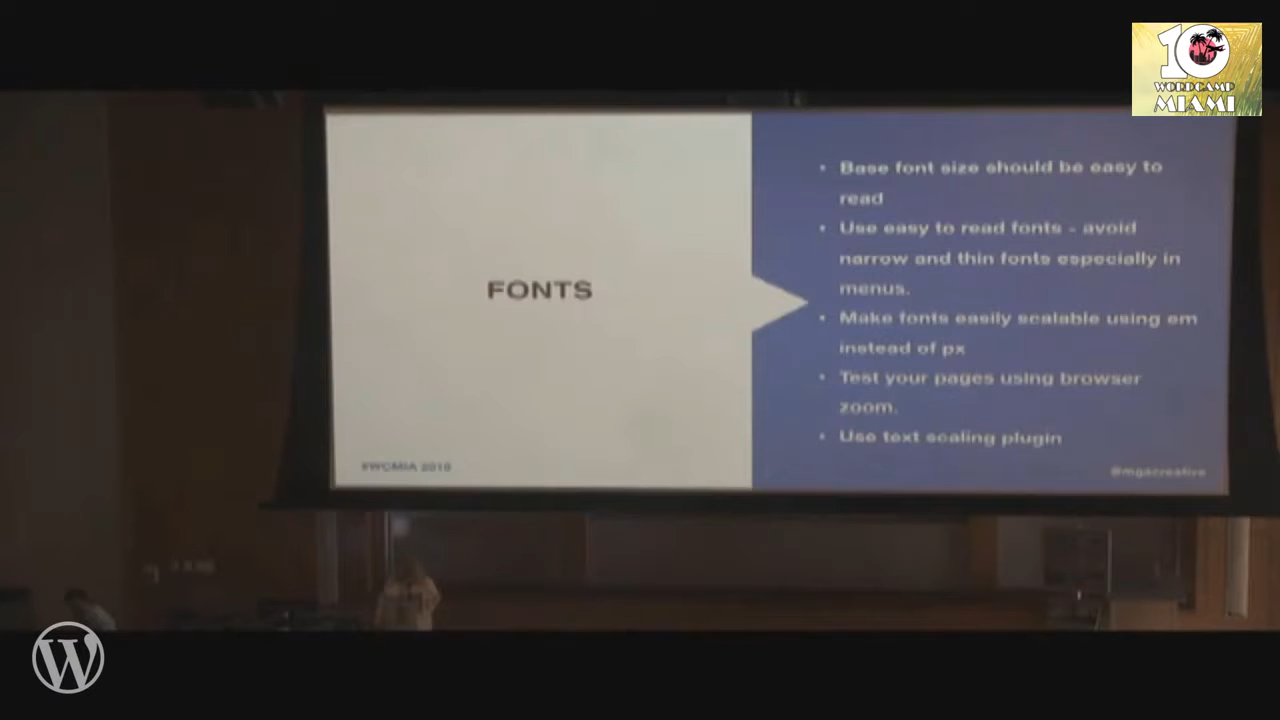 10
WORDCAMP
MIAMI
FONTS
• Base font size should be easy to
read
• Use easy to read fonts - avoid
narrow and thin fonts especially in
menus.
• Make fonts easily scalable using em
instead of px
• Test your pages using browser
zoom.
• Use text scaling plugin
#WCMIA 2018
@mgacreative
W